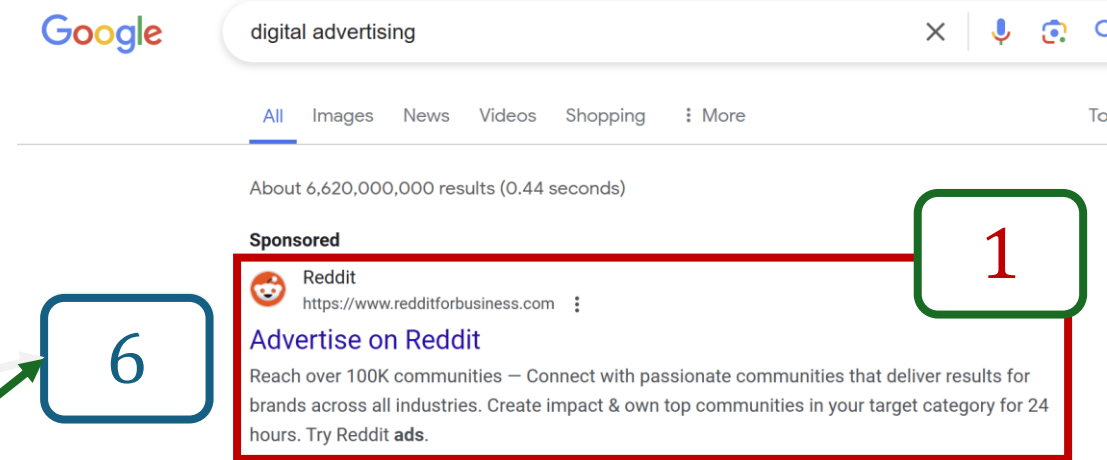 Google digital advertising
All Images News Videos Shopping More To
About 6,620,000,000 results (0.44 seconds)
Sponsored
1
Reddit
https://www.redditforbusiness.com
6
Advertise on Reddit
Reach over 100K communities — Connect with passionate communities that deliver results for
brands across all industries. Create impact & own top communities in your target category for 24
hours. Try Reddit ads.